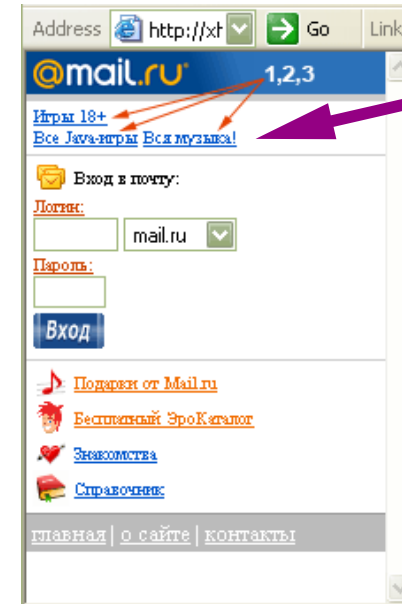 Address http://xh Go Link
@mail.ru 1,2,3
Игры 18+
Все Java-игры Вся музыка!
Вход в почту:
Логин:
mail.ru
Пароль:
Вход
Подарки от Mail.ru
Бесплатный ЭроКаталог
Знакомства
Справочник
главная | о сайте | контакты